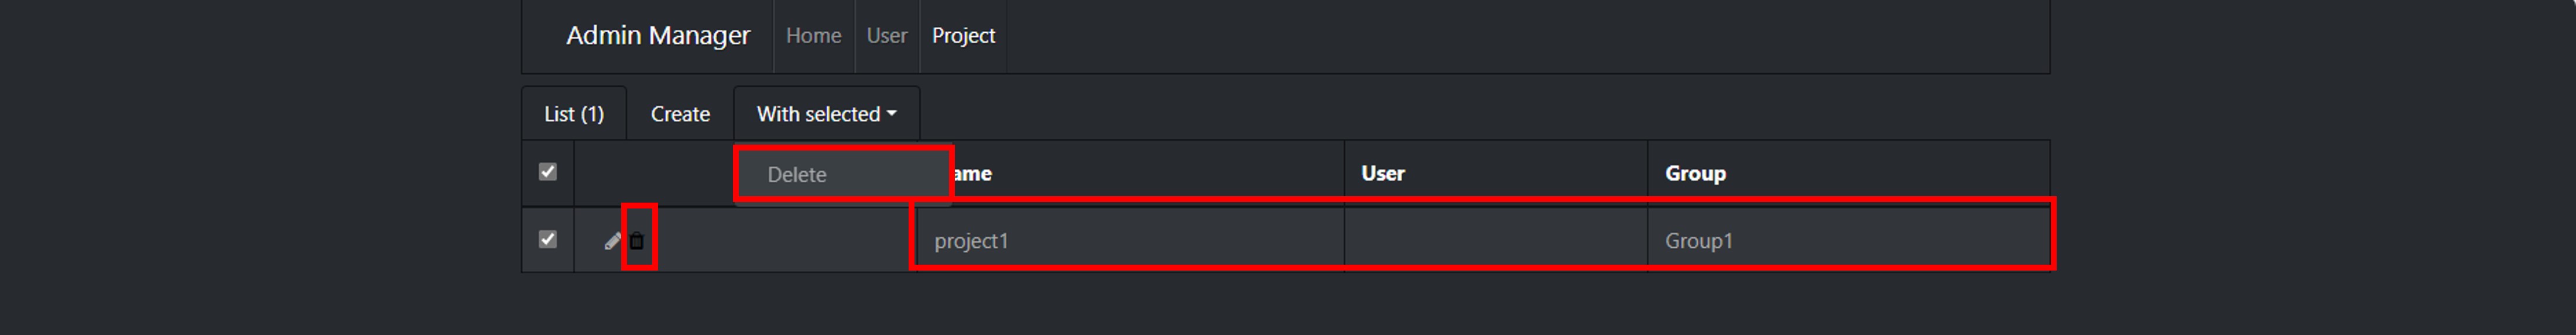 Admin Manager Home User Project
List (1) Create With selected
Delete ame User Group
project1 Group1